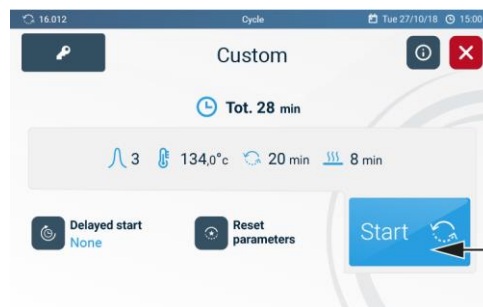 16.012 Cycle Tue 27/10/18 15:00
Custom
Tot. 28 min
3 134,0°c 20 min 8 min
Delayed start
None
Reset
parameters
Start